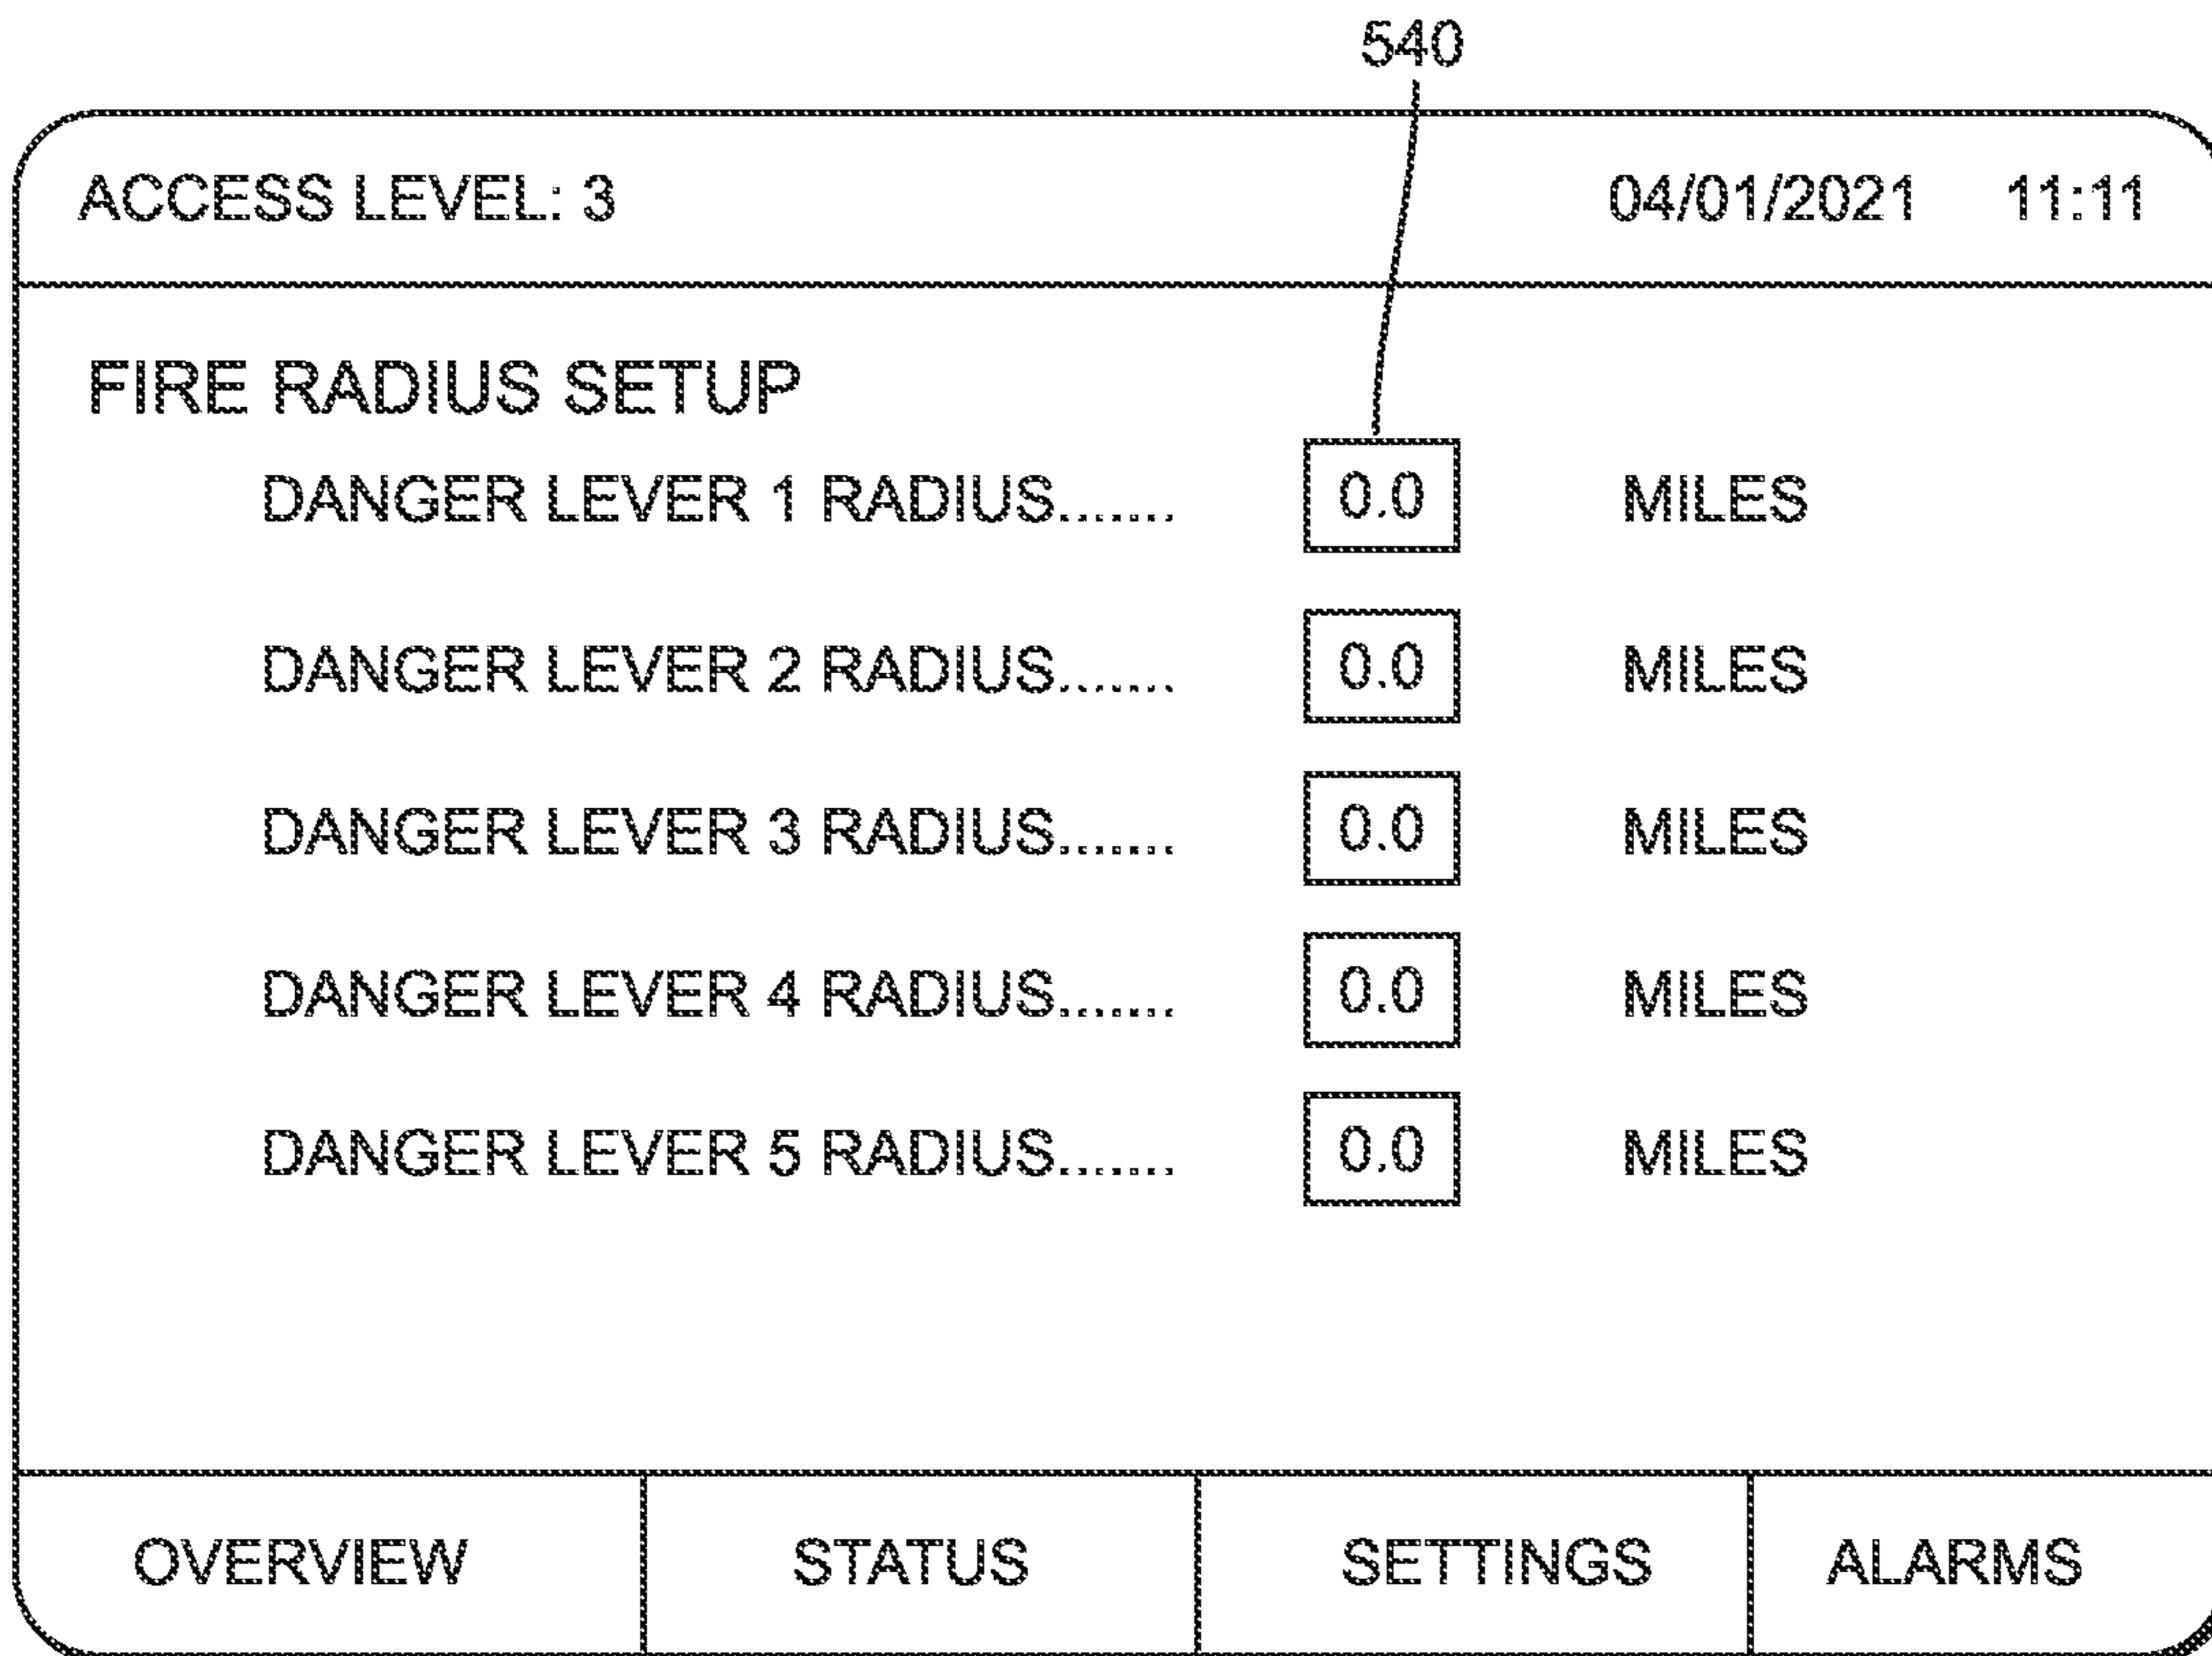 540
ACCESS LEVEL: 3 04/01/2021 11:11
FIRE RADIUS SETUP
DANGER LEVER 1 RADIUS....... 0.0 MILES
DANGER LEVER 2 RADIUS....... 0.0 MILES
DANGER LEVER 3 RADIUS....... 0.0 MILES
DANGER LEVER 4 RADIUS....... 0.0 MILES
DANGER LEVER 5 RADIUS....... 0.0 MILES
OVERVIEW STATUS SETTINGS ALARMS